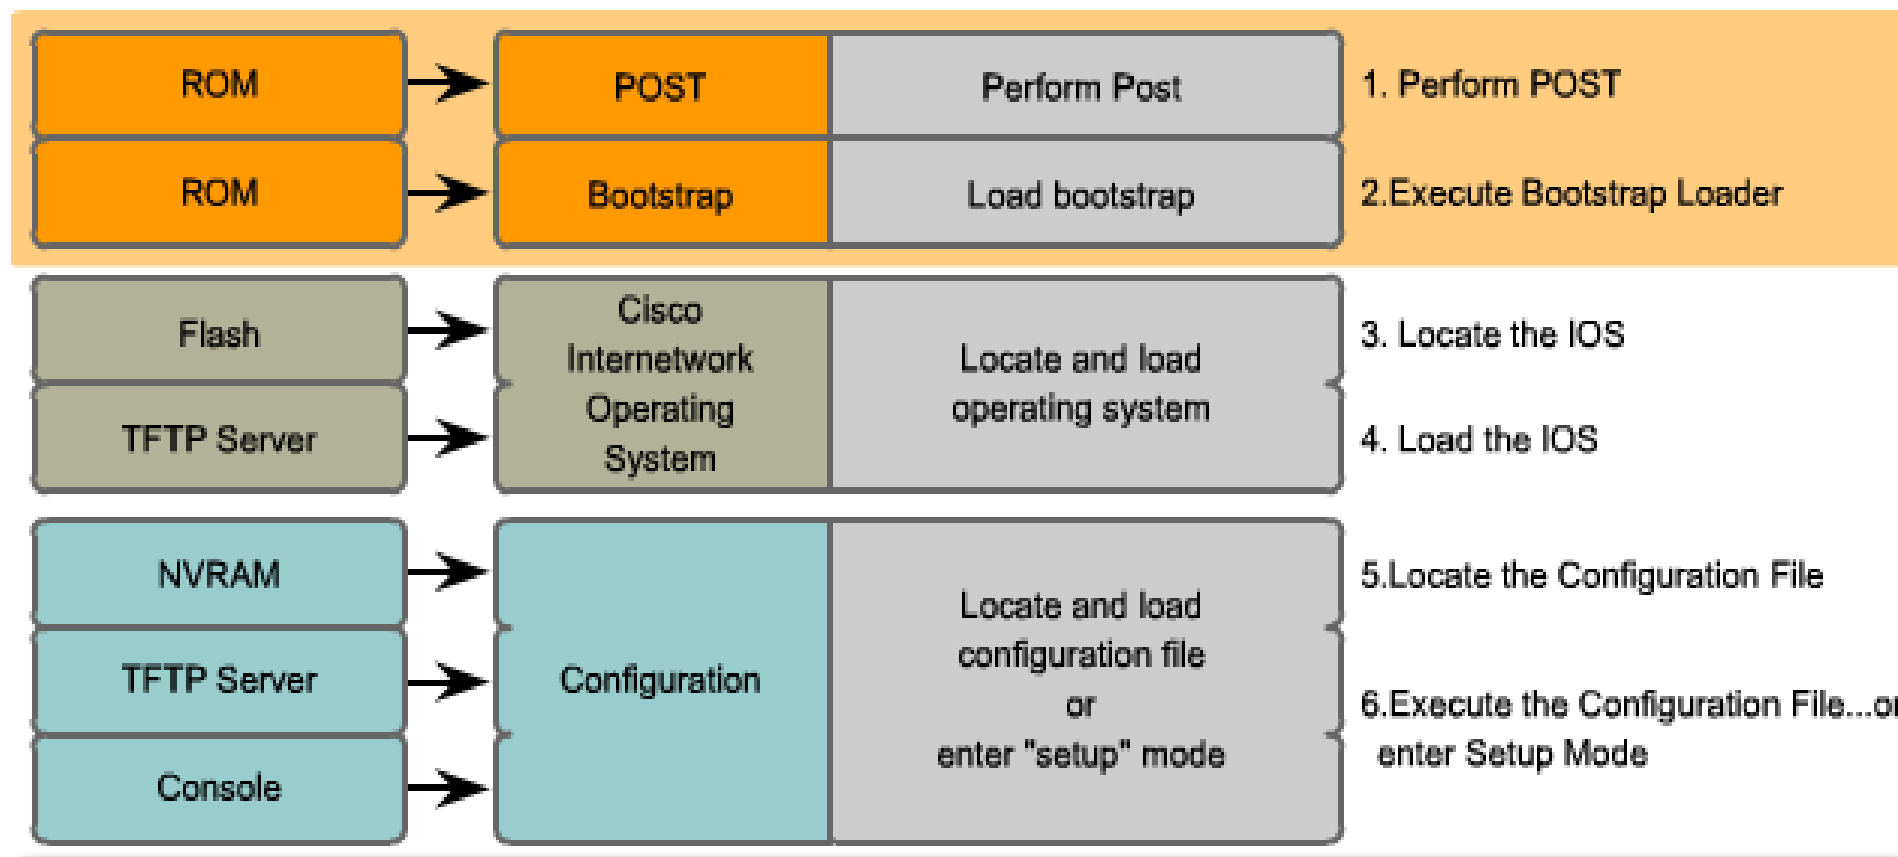 ROM
POST
Perform Post
1. Perform POST
ROM
Bootstrap
Load bootstrap
2.Execute Bootstrap Loader
Flash
TFTP Server
Cisco
Internetwork
Operating
System
Locate and load
operating system
3. Locate the IOS
4. Load the IOS
NVRAM
TFTP Server
Console
Configuration
Locate and load
configuration file
or
enter "setup" mode
5.Locate the Configuration File
6.Execute the Configuration File...or
enter Setup Mode